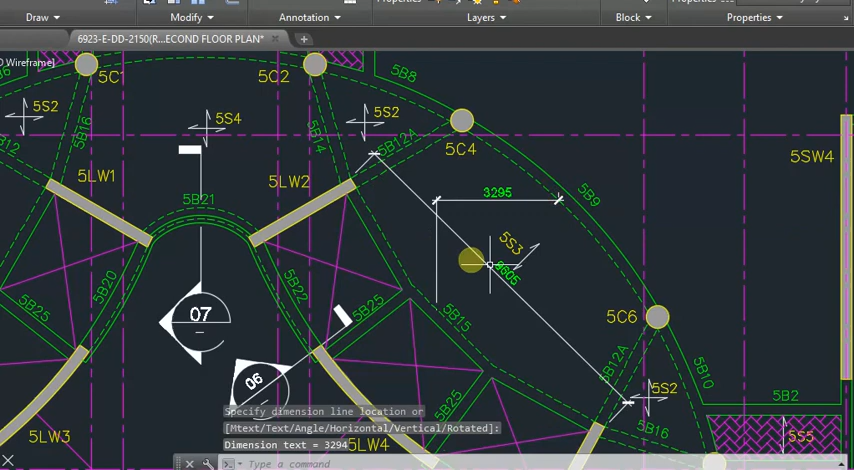 Draw
Modify
Annotation
Layers
Block
Properties
6923-E-DD-2150(R...ECOND FLOOR PLAN*
D Wireframe]
5C1
5C2
5B8
5S2
5S4
5S2
5B16
5B14
5B12A
5C4
5SW4
5LW1
5LW2
3295
5B9
5B21
5S3
5B20
5B22
5B25
5B25
5B15
5C6
07
06
5B12A
5S2
5B10
5B2
5B25
5B16
5S5
5LW3
5LW4
Specify dimension line location or
[Mtext/Text/Angle/Horizontal/Vertical/Rotated]:
Dimension text = 3294
Type a command